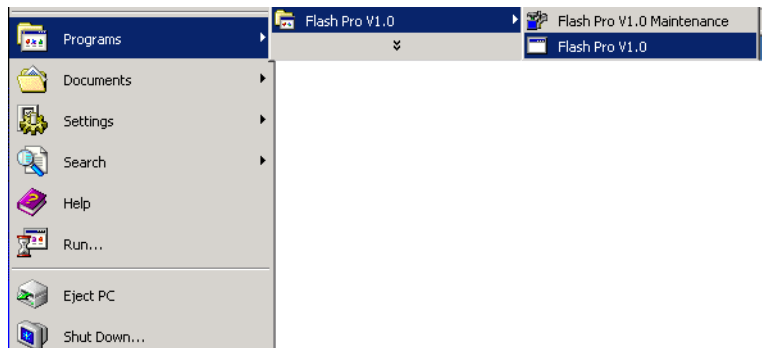 Programs
Documents
Settings
Search
Help
Run...
Eject PC
Shut Down...
Flash Pro V1.0
Flash Pro V1.0 Maintenance
Flash Pro V1.0